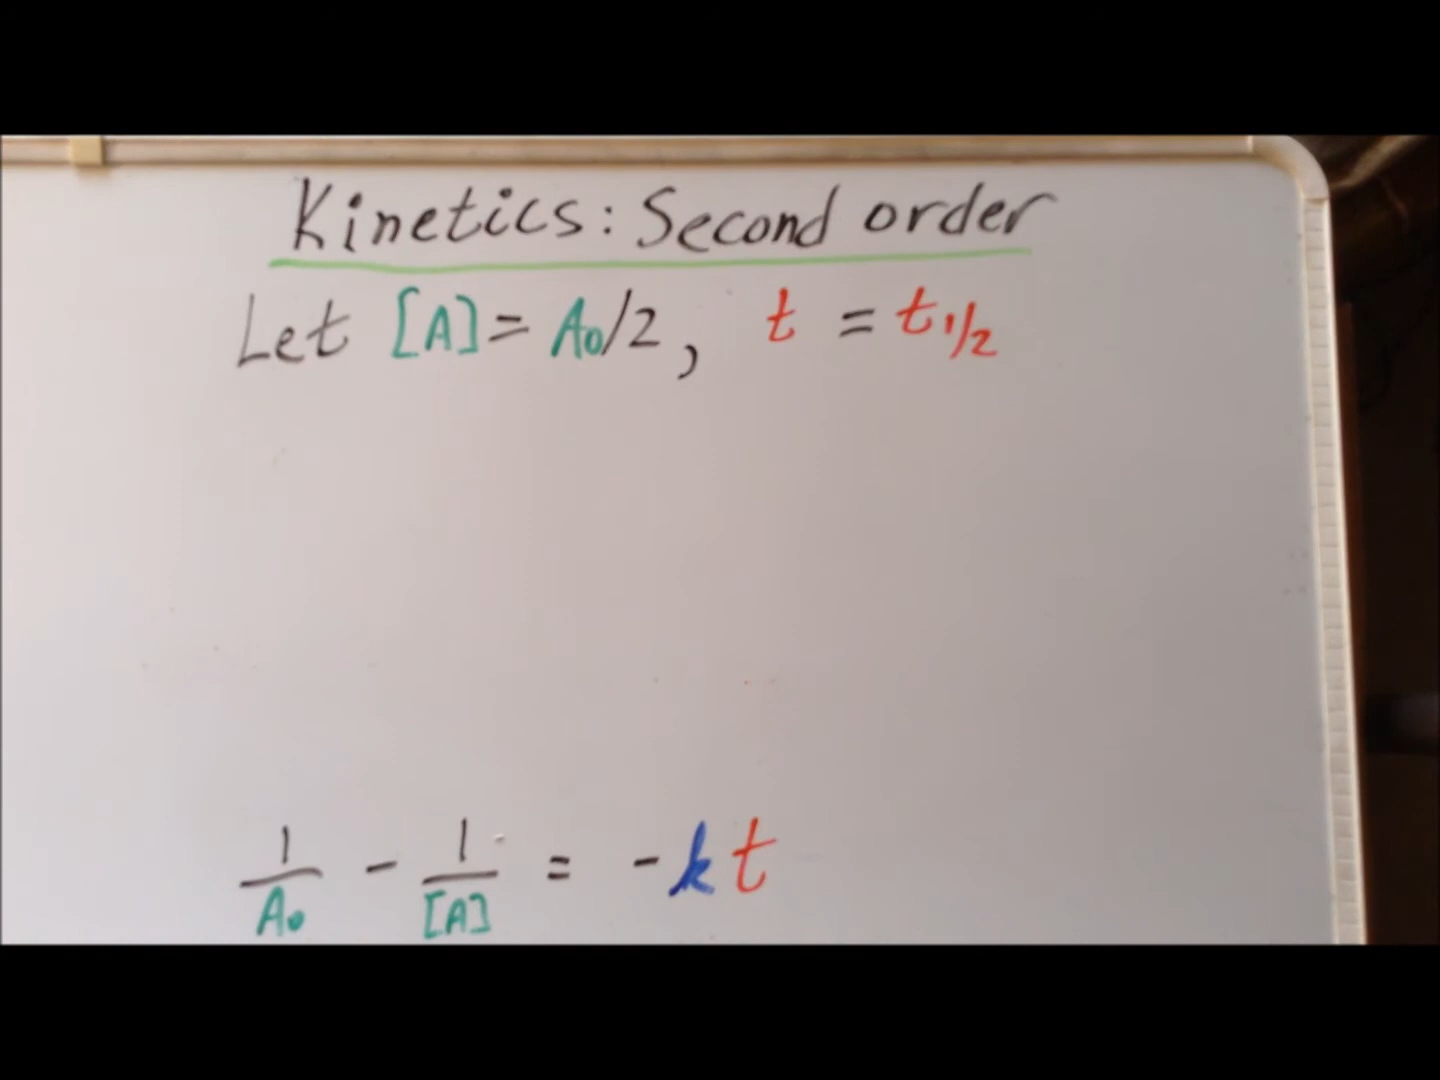 Kinetics: Second order
Let [A] = A₀/2, t = t₁/₂
1/A₀ - 1/[A] = -kt